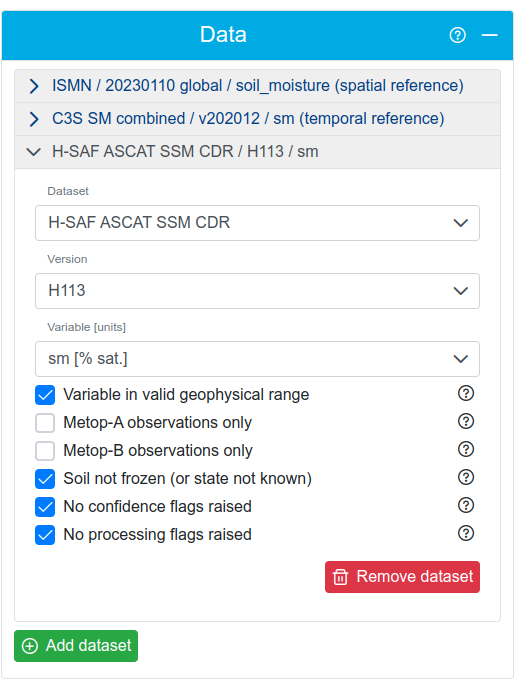 Data
ISMN / 20230110 global / soil_moisture (spatial reference)
C3S SM combined / v202012 / sm (temporal reference)
H-SAF ASCAT SSM CDR / H113 / sm
Dataset
H-SAF ASCAT SSM CDR
Version
H113
Variable [units]
sm [% sat.]
Variable in valid geophysical range
Metop-A observations only
Metop-B observations only
Soil not frozen (or state not known)
No confidence flags raised
No processing flags raised
Remove dataset
Add dataset